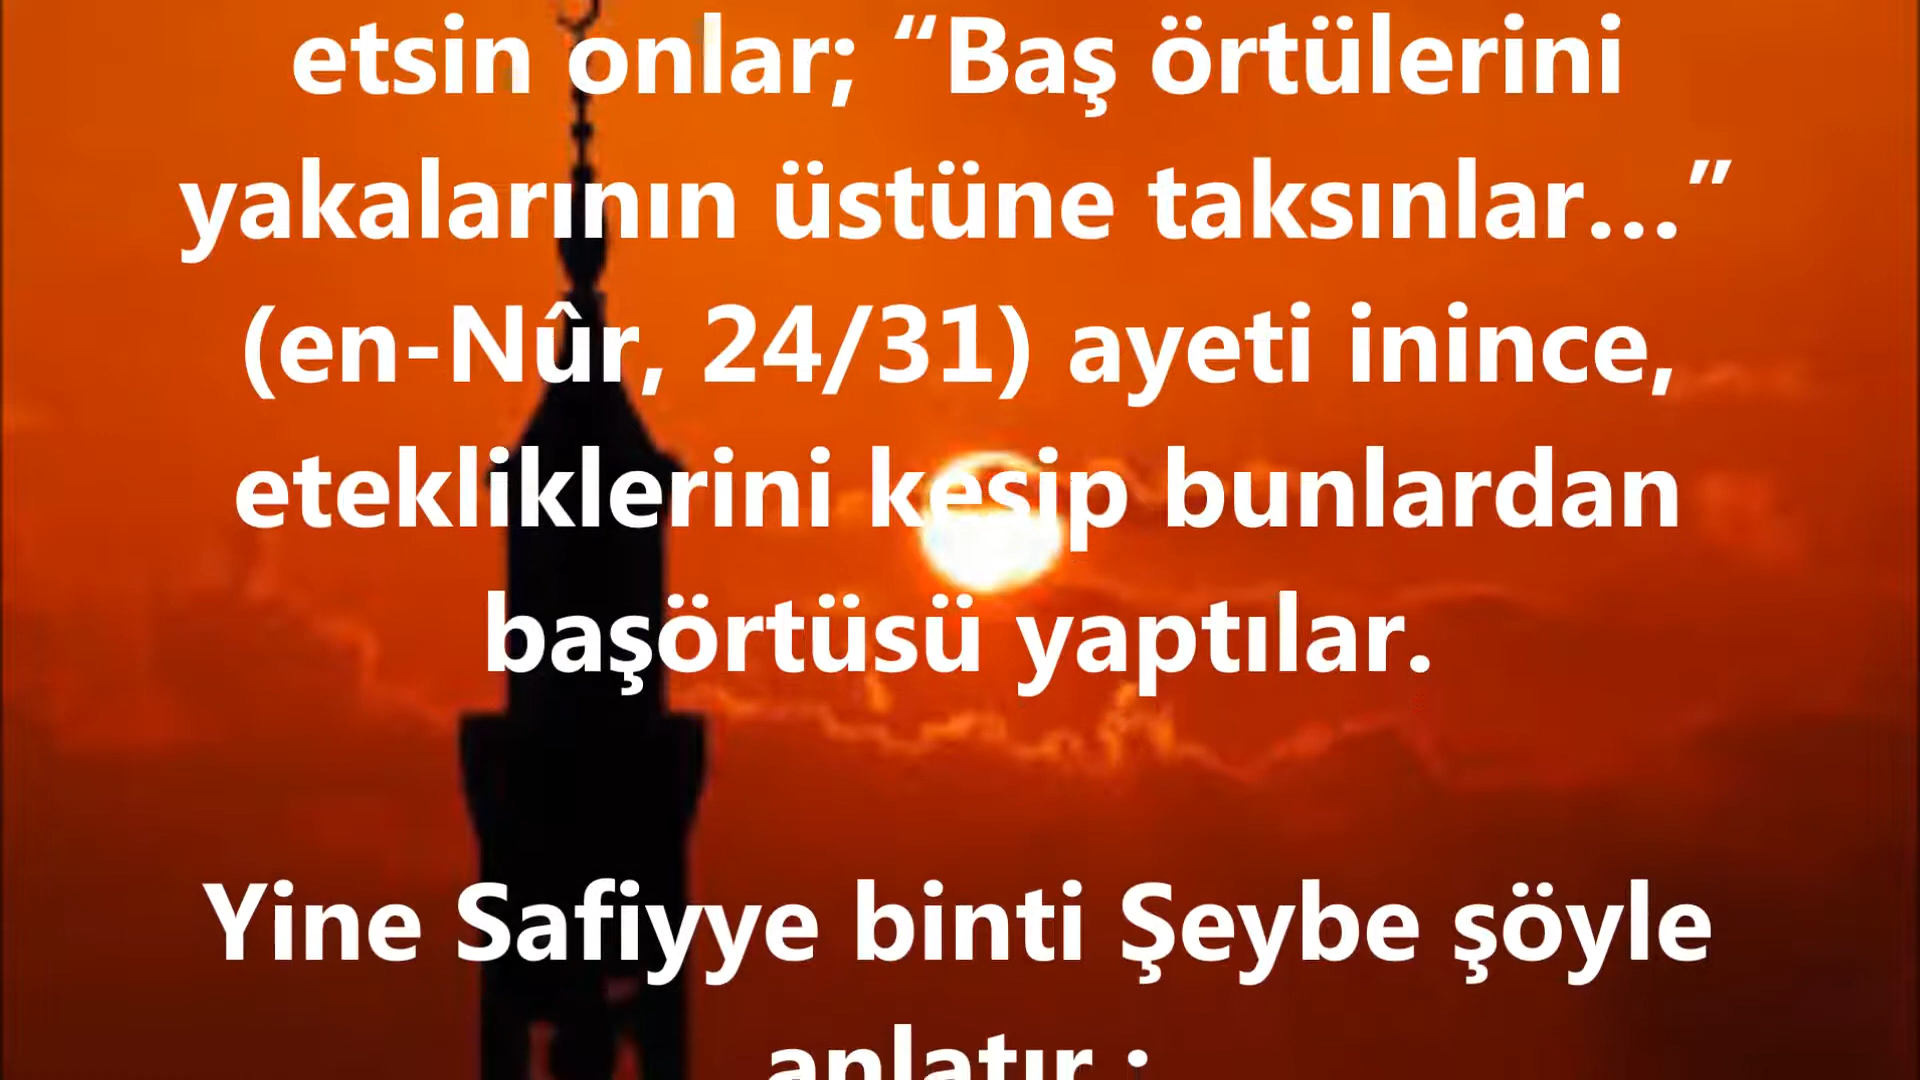 etsin onlar; “Baş örtülerini
yakalarının üstüne taksınlar…”
(en-Nûr, 24/31) ayeti inince,
etekliklerini kesip bunlardan
başörtüsü yaptılar.
Yine Safiyye binti Şeybe şöyle
anlatır :